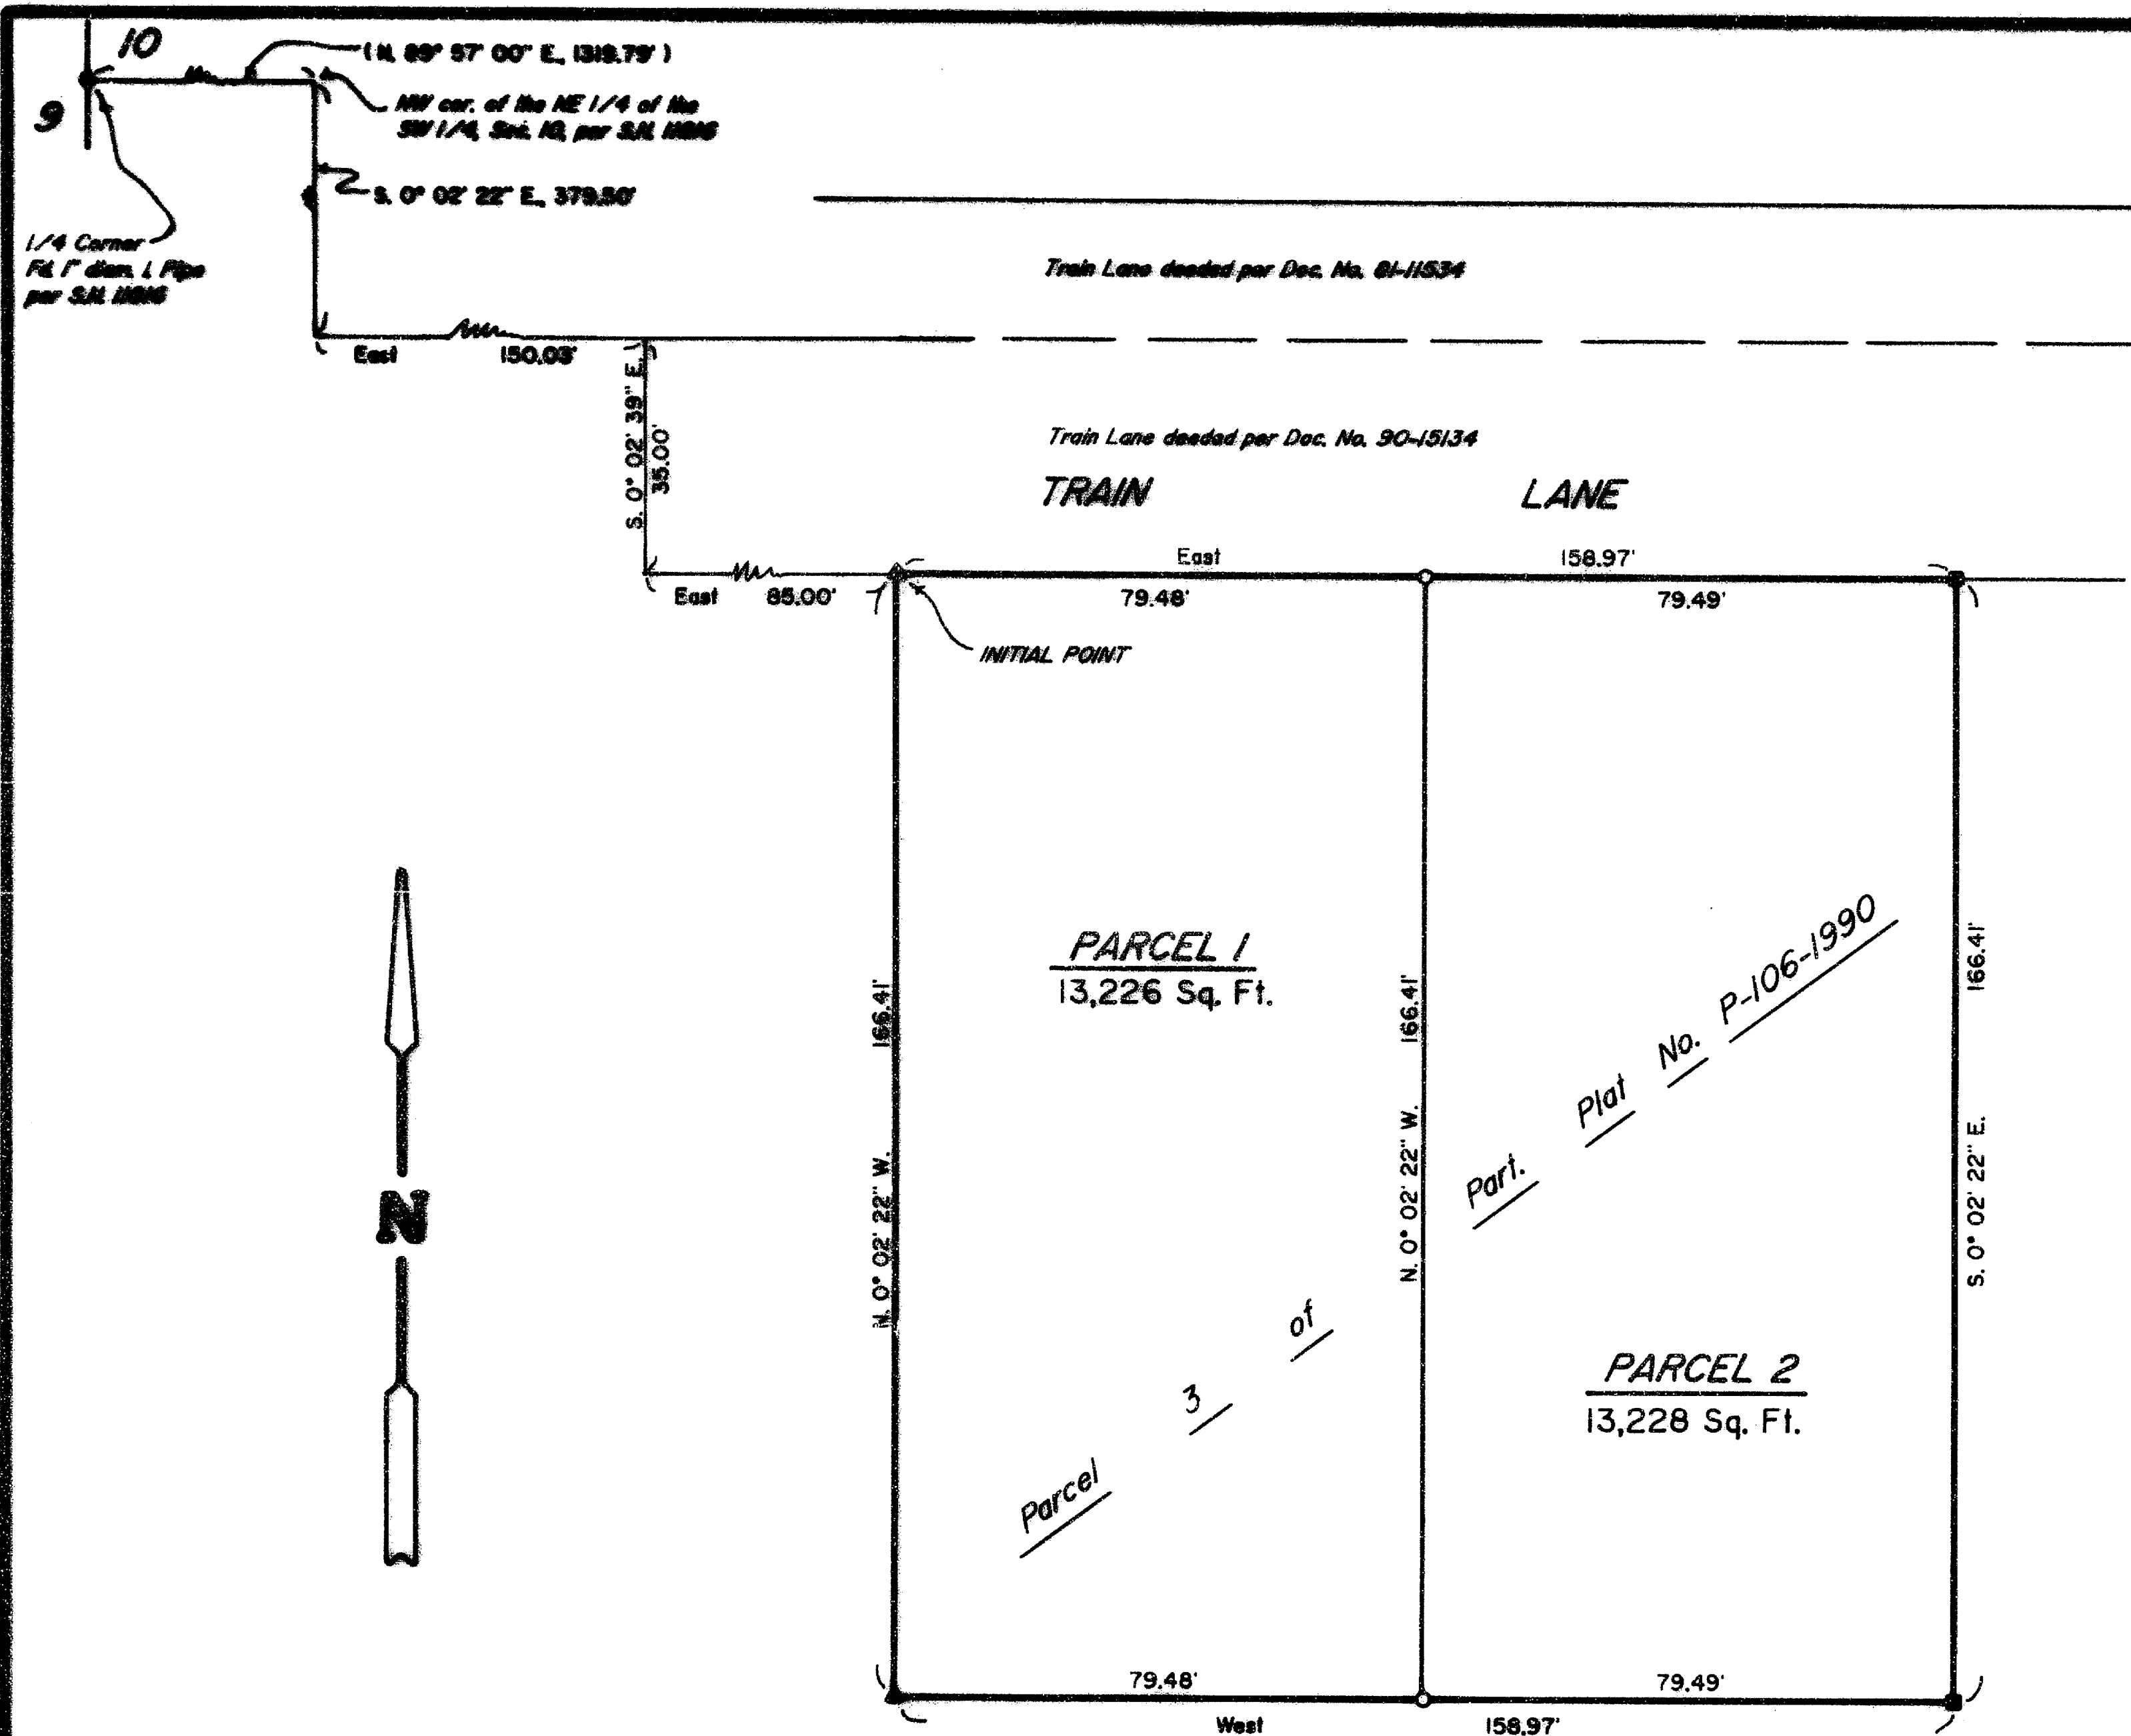 10
9
(N. 89° 57' 00" E., 1319.79')
NW cor. of the NE 1/4 of the
SW 1/4, Sec. 10, per S.N. 11816
S. 0° 02' 22" E., 379.50'
1/4 Corner
Fd. 1" diam. I. Pipe
per S.N. 11816
Train Lane deeded per Doc. No. 81-11534
East 150.03'
S. 0° 02' 39" E.
35.00'
Train Lane deeded per Doc. No. 90-15134
TRAIN LANE
East 158.97'
East 85.00'
79.48'
79.49'
INITIAL POINT
PARCEL 1
13,226 Sq. Ft.
N. 0° 02' 22" W. 166.41'
N. 0° 02' 22" W. 166.41'
S. 0° 02' 22" E. 166.41'
Parcel 3 of Part. Plat No. P-106-1990
N
PARCEL 2
13,228 Sq. Ft.
79.48'
79.49'
West 158.97'